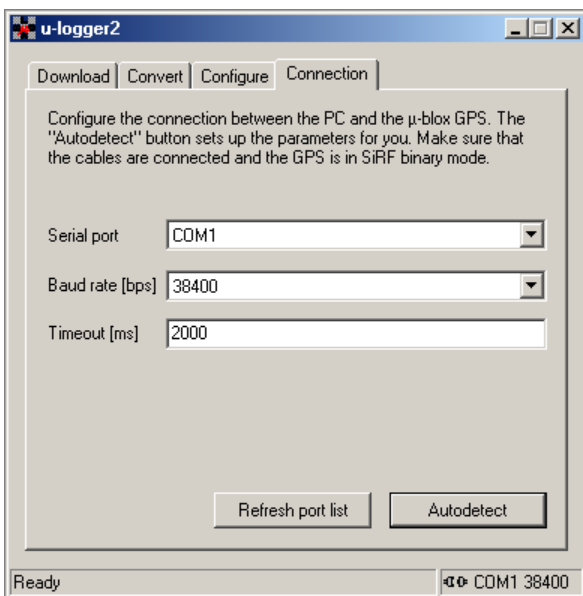 u-logger2
Download Convert Configure Connection
Configure the connection between the PC and the µ-blox GPS. The
"Autodetect" button sets up the parameters for you. Make sure that
the cables are connected and the GPS is in SiRF binary mode.
Serial port COM1
Baud rate [bps] 38400
Timeout [ms] 2000
Refresh port list Autodetect
Ready COM1 38400